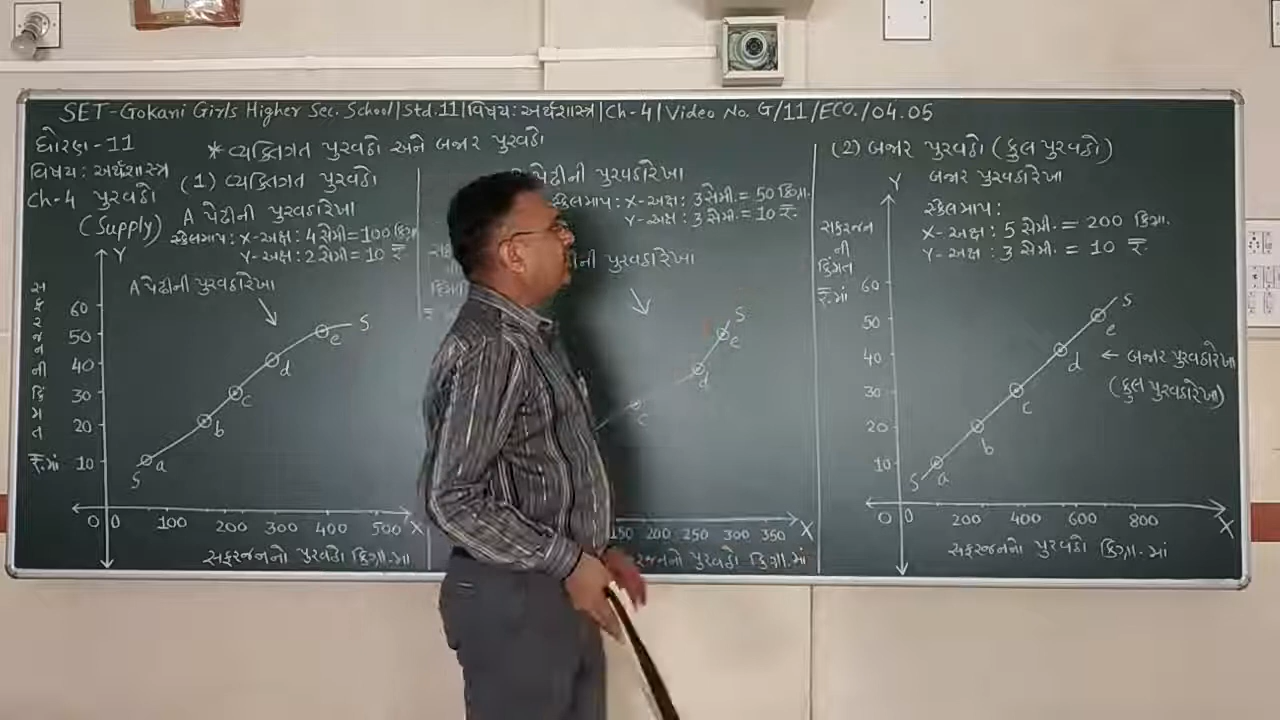 SET-Gokani Girls Higher Sec. School|Std.11|વિષય: અર્થશાસ્ત્ર|Ch-4|Video No. G/11/ECO./04.05
ધોરણ-11
વિષય: અર્થશાસ્ત્ર
Ch-4 પુરવઠો
(Supply)
* વ્યક્તિગત પુરવઠો અને બજાર પુરવઠો
(1) વ્યક્તિગત પુરવઠો
A પેઢીની પુરવઠારેખા
સ્કેલમાપ: X-અક્ષ: 4 સેમી=100 કિગ્રા
Y-અક્ષ: 2 સેમી=10 ₹
A પેઢીની પુરવઠારેખા
Y
સફરજનની કિંમત ₹.માં
60
50
40
30
20
10
S a b c d e S
O 0 100 200 300 400 500 X
સફરજનનો પુરવઠો કિગ્રા.મા
પેઢીની પુરવઠારેખા
સ્કેલમાપ: X-અક્ષ: 3 સેમી.= 50 કિગ્રા.
Y-અક્ષ: 3 સેમી.= 10 ₹.
ની પુરવઠારેખા
c d e S
150 200 250 300 350 X
પુરવઠો કિગ્રા.માં
(2) બજાર પુરવઠો (કુલ પુરવઠો)
બજાર પુરવઠારેખા
સ્કેલમાપ:
X-અક્ષ: 5 સેમી. = 200 કિગ્રા.
Y-અક્ષ: 3 સેમી. = 10 ₹.
Y
સફરજન
ની
કિંમત
₹.માં
60
50
40
30
20
10
S a b c d e S
← બજાર પુરવઠારેખા
(કુલ પુરવઠારેખા)
O 0 200 400 600 800 X
સફરજનનો પુરવઠો કિગ્રા.માં